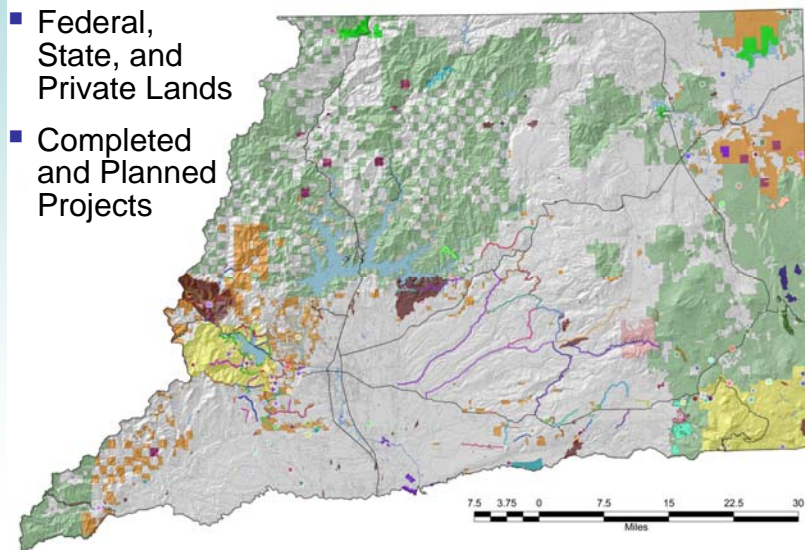 Federal,
State, and
Private Lands
Completed
and Planned
Projects
7.5 3.75 0 7.5 15 22.5 30
Miles